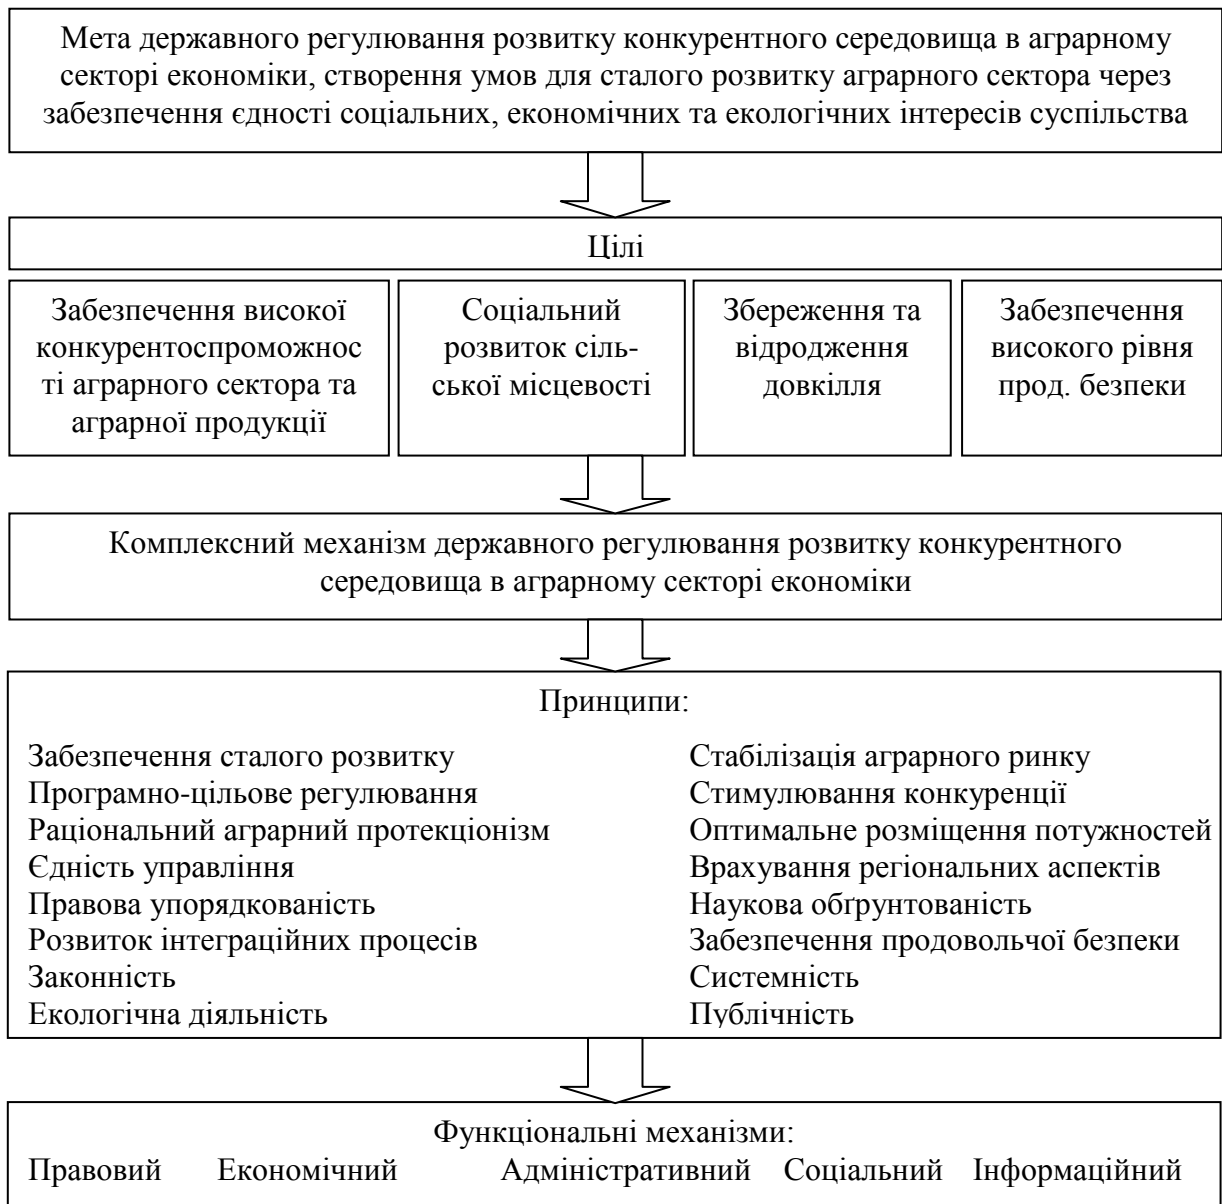 Мета державного регулювання розвитку конкурентного середовища в аграрному
секторі економіки, створення умов для сталого розвитку аграрного сектора через
забезпечення єдності соціальних, економічних та екологічних інтересів суспільства
Цілі
Забезпечення високої
конкурентоспроможнос
ті аграрного сектора та
аграрної продукції
Соціальний
розвиток сіль-
ської місцевості
Збереження та
відродження
довкілля
Забезпечення
високого рівня
прод. безпеки
Комплексний механізм державного регулювання розвитку конкурентного
середовища в аграрному секторі економіки
Принципи:
Забезпечення сталого розвитку
Програмно-цільове регулювання
Раціональний аграрний протекціонізм
Єдність управління
Правова упорядкованість
Розвиток інтеграційних процесів
Законність
Екологічна діяльність
Стабілізація аграрного ринку
Стимулювання конкуренції
Оптимальне розміщення потужностей
Врахування регіональних аспектів
Наукова обґрунтованість
Забезпечення продовольчої безпеки
Системність
Публічність
Функціональні механізми:
Правовий Економічний Адміністративний Соціальний Інформаційний